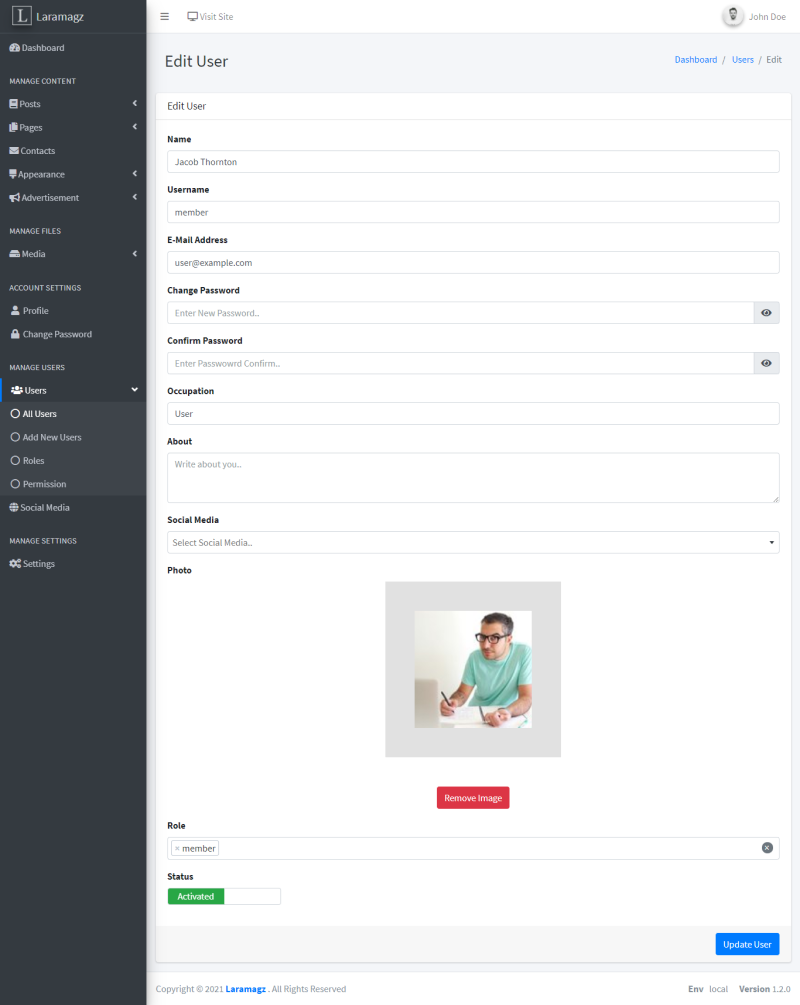 L Laramagz
Visit Site
John Doe
Dashboard
MANAGE CONTENT
Posts
Pages
Contacts
Appearance
Advertisement
MANAGE FILES
Media
ACCOUNT SETTINGS
Profile
Change Password
MANAGE USERS
Users
All Users
Add New Users
Roles
Permission
Social Media
MANAGE SETTINGS
Settings
Edit User
Dashboard / Users / Edit
Edit User
Name
Jacob Thornton
Username
member
E-Mail Address
user@example.com
Change Password
Enter New Password..
Confirm Password
Enter Passwowrd Confirm..
Occupation
User
About
Write about you..
Social Media
Select Social Media..
Photo
Remove Image
Role
× member
Status
Activated
Update User
Copyright © 2021 Laramagz . All Rights Reserved
Env local Version 1.2.0